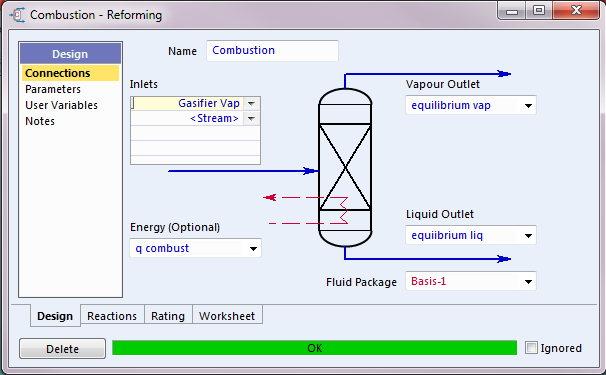 Combustion - Reforming
Design
Connections
Parameters
User Variables
Notes
Name Combustion
Inlets
Gasifier Vap
<Stream>
Vapour Outlet
equilibrium vap
Energy (Optional)
q combust
Liquid Outlet
equiibrium liq
Fluid Package Basis-1
Design Reactions Rating Worksheet
Delete OK Ignored